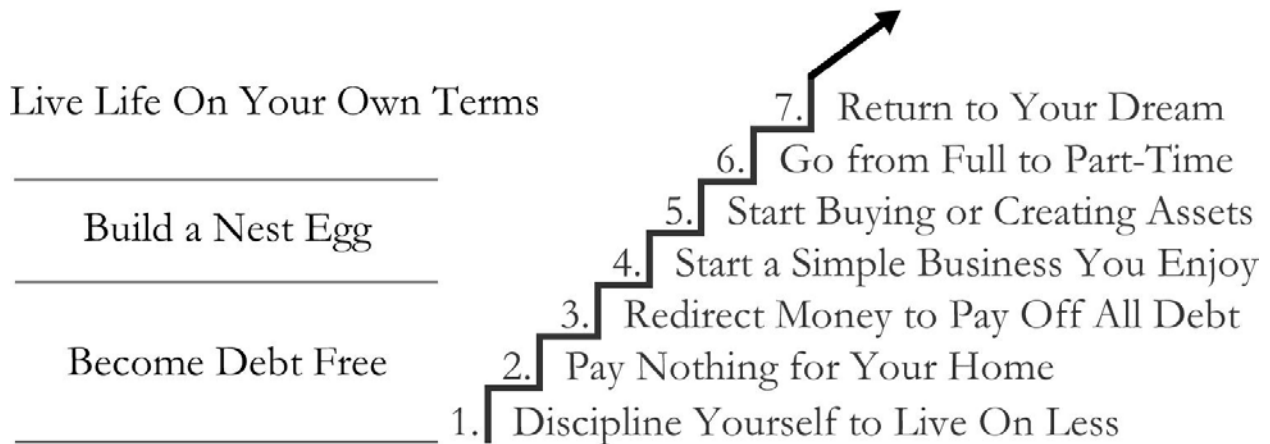 Live Life On Your Own Terms
Build a Nest Egg
Become Debt Free
7. Return to Your Dream
6. Go from Full to Part-Time
5. Start Buying or Creating Assets
4. Start a Simple Business You Enjoy
3. Redirect Money to Pay Off All Debt
2. Pay Nothing for Your Home
1. Discipline Yourself to Live On Less